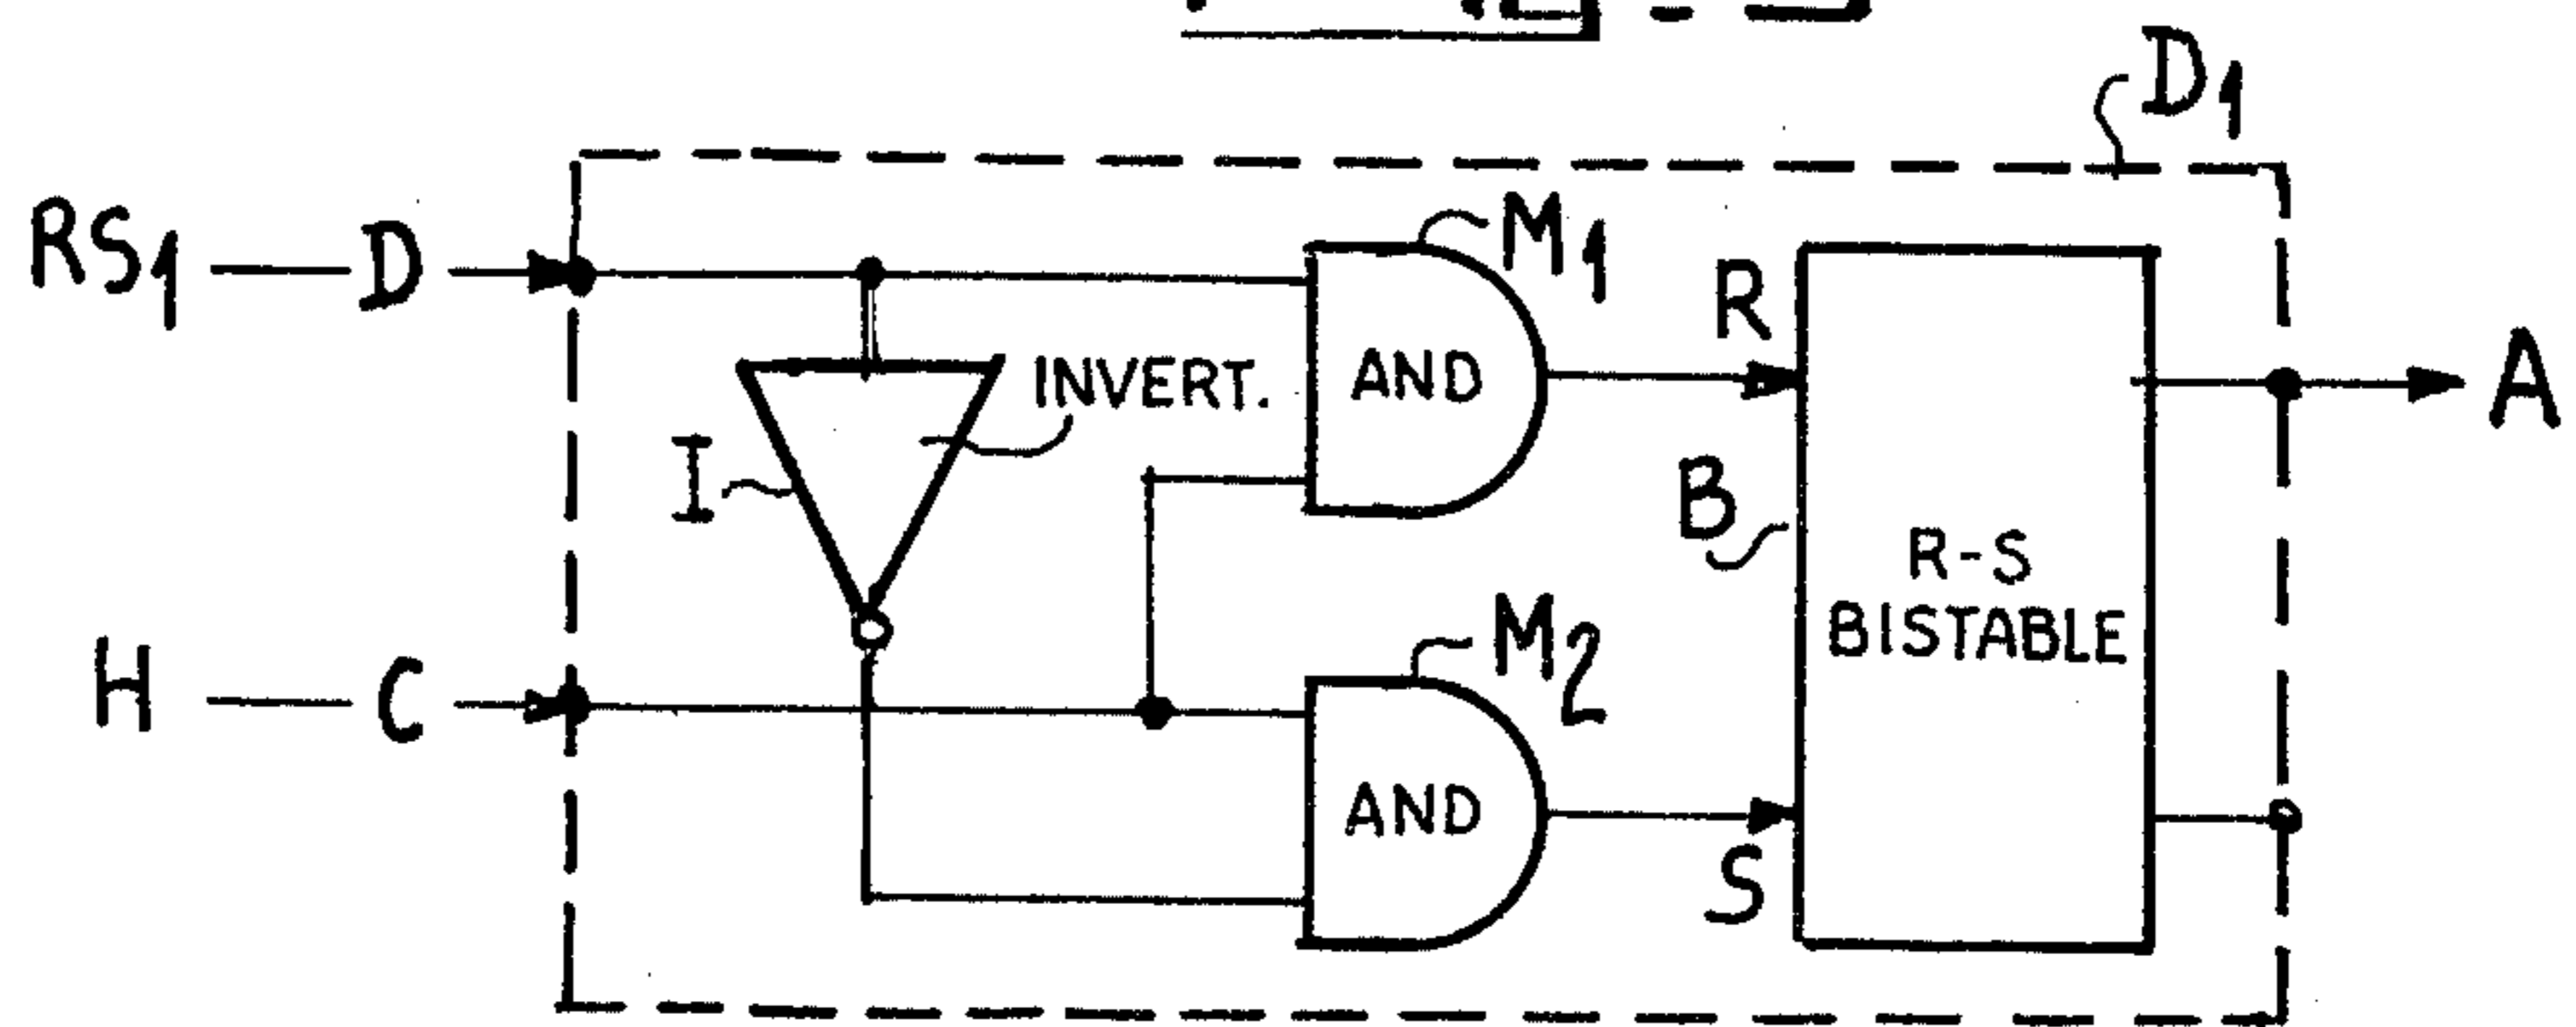 D1
RS1 D
M1
R
A
INVERT.
AND
I
B
R-S
BISTABLE
M2
H C
AND
S